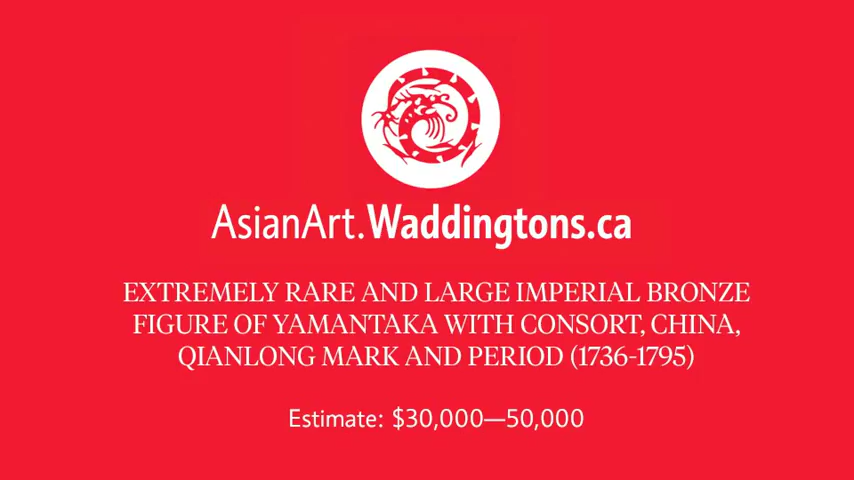 AsianArt.Waddingtons.ca
EXTREMELY RARE AND LARGE IMPERIAL BRONZE
FIGURE OF YAMANTAKA WITH CONSORT, CHINA,
QIANLONG MARK AND PERIOD (1736-1795)
Estimate: $30,000—50,000